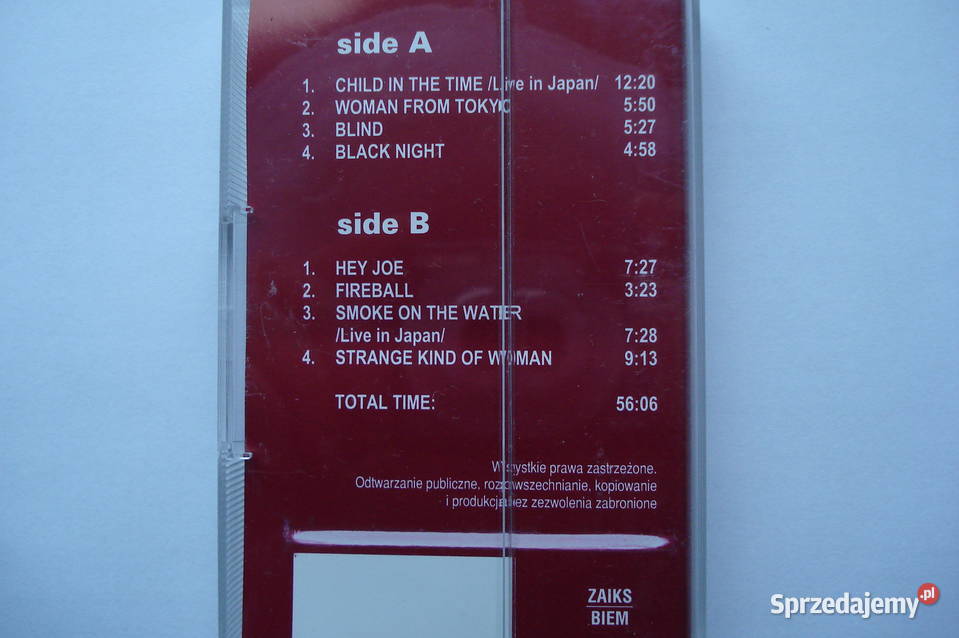 side A
1. CHILD IN THE TIME /Live in Japan/ 12:20
2. WOMAN FROM TOKYO 5:50
3. BLIND 5:27
4. BLACK NIGHT 4:58
side B
1. HEY JOE 7:27
2. FIREBALL 3:23
3. SMOKE ON THE WATER
/Live in Japan/ 7:28
4. STRANGE KIND OF WOMAN 9:13
TOTAL TIME: 56:06
Wszystkie prawa zastrzeżone.
Odtwarzanie publiczne, rozpowszechnianie, kopiowanie
i produkcja bez zezwolenia zabronione
ZAIKS
BIEM
Sprzedajemy.pl